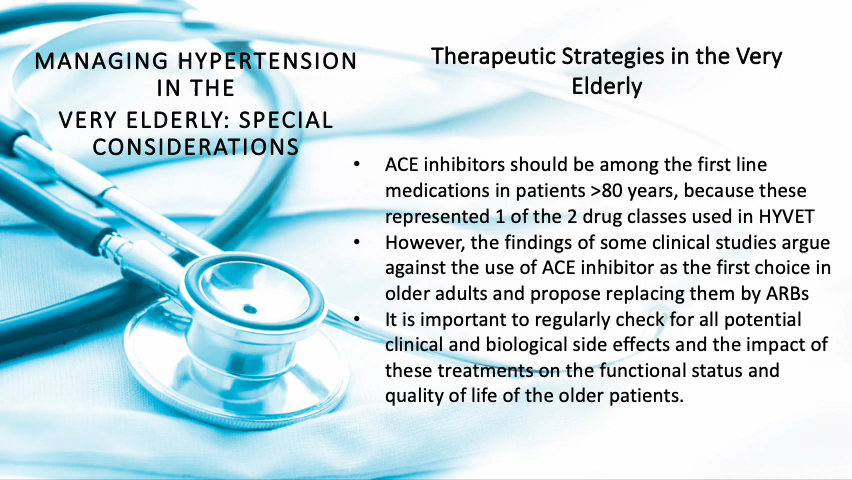 MANAGING HYPERTENSION
IN THE
VERY ELDERLY: SPECIAL
CONSIDERATIONS
Therapeutic Strategies in the Very
Elderly
• ACE inhibitors should be among the first line
medications in patients >80 years, because these
represented 1 of the 2 drug classes used in HYVET
• However, the findings of some clinical studies argue
against the use of ACE inhibitor as the first choice in
older adults and propose replacing them by ARBs
• It is important to regularly check for all potential
clinical and biological side effects and the impact of
these treatments on the functional status and
quality of life of the older patients.